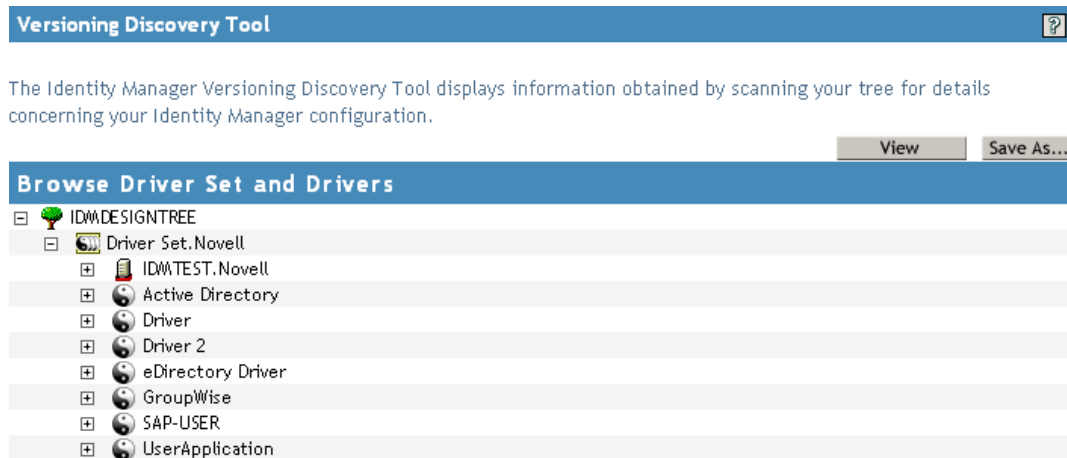 Versioning Discovery Tool
?
The Identity Manager Versioning Discovery Tool displays information obtained by scanning your tree for details
concerning your Identity Manager configuration.
View Save As...
Browse Driver Set and Drivers
IDMDESIGNTREE
Driver Set.Novell
IDMTEST.Novell
Active Directory
Driver
Driver 2
eDirectory Driver
GroupWise
SAP-USER
UserApplication